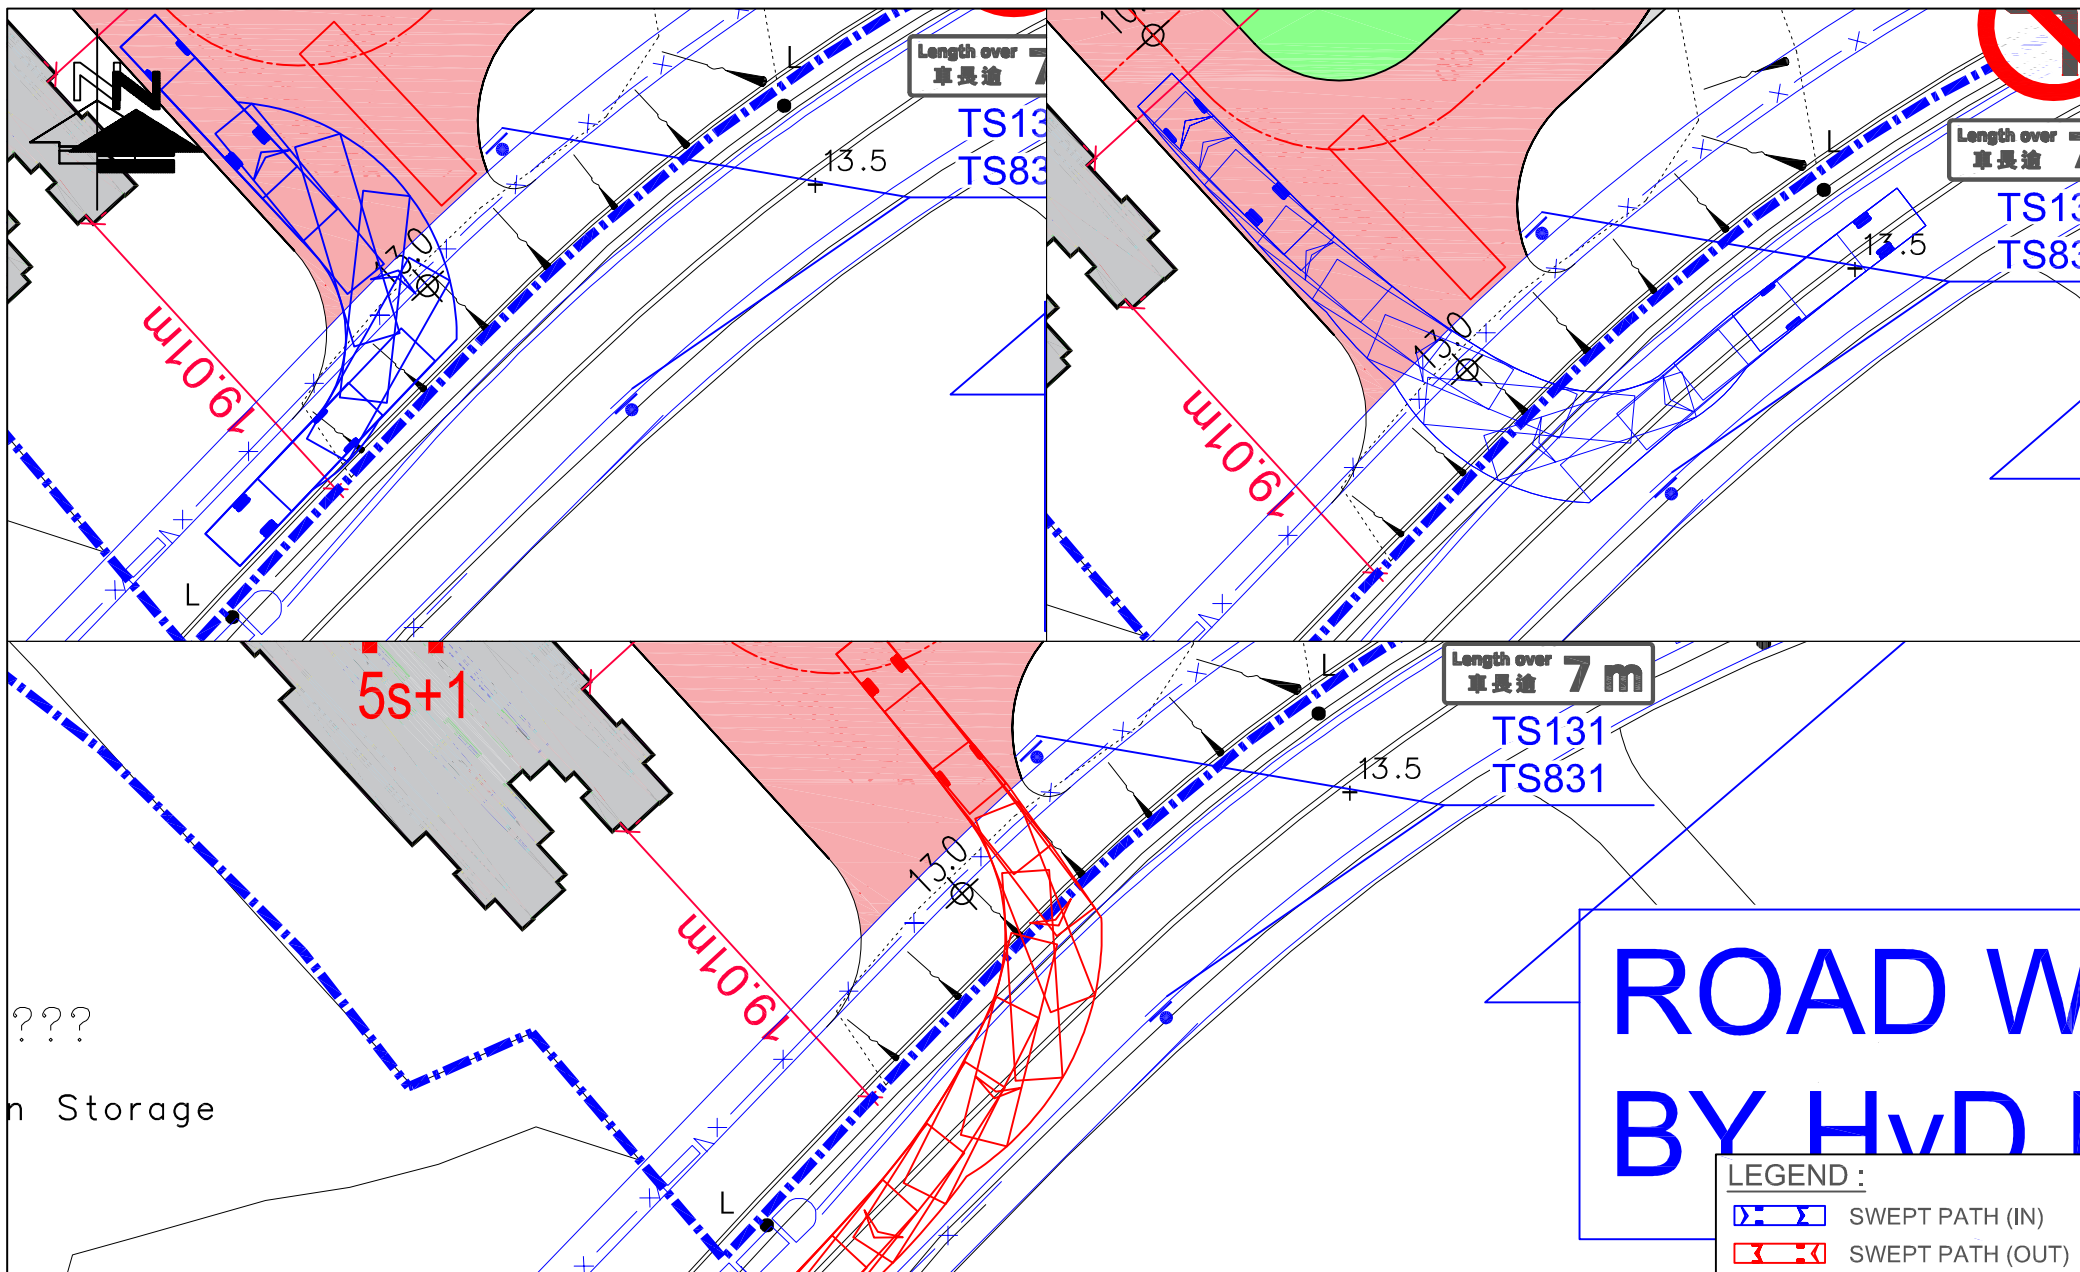 N
L
Length over
車長逾
TS13
TS83
13.5
13.0
19.01m
L
10.
L
Length over
車長逾
TS13
TS83
13.5
13.0
19.01m
5s+1
L
Length over 7 m
車長逾
TS131
TS831
13.5
13.0
19.01m
???
n Storage
L
ROAD W
BY HyD
LEGEND :
SWEPT PATH (IN)
SWEPT PATH (OUT)